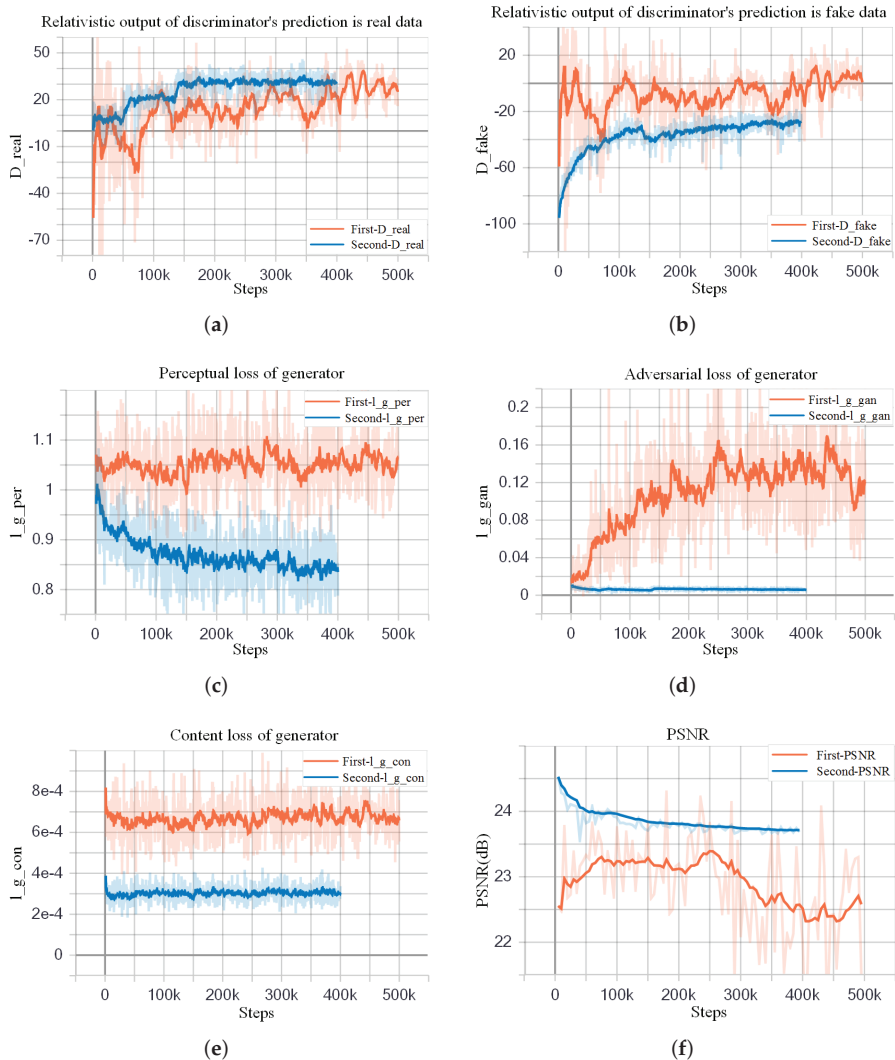 Relativistic output of discriminator's prediction is real data
50
20
-10
-40
-70
D_real
First-D_real
Second-D_real
0
100k
200k
300k
400k
500k
Steps
(a)
Relativistic output of discriminator's prediction is fake data
20
-20
-60
-100
D_fake
First-D_fake
Second-D_fake
0
100k
200k
300k
400k
500k
Steps
(b)
Perceptual loss of generator
1.1
1
0.9
0.8
l_g_per
First-l_g_per
Second-l_g_per
0
100k
200k
300k
400k
500k
Steps
(c)
Adversarial loss of generator
0.2
0.16
0.12
0.08
0.04
0
l_g_gan
First-l_g_gan
Second-l_g_gan
0
100k
200k
300k
400k
500k
Steps
(d)
Content loss of generator
8e-4
6e-4
4e-4
2e-4
0
l_g_con
First-l_g_con
Second-l_g_con
0
100k
200k
300k
400k
500k
Steps
(e)
PSNR
24
23
22
PSNR(dB)
First-PSNR
Second-PSNR
0
100k
200k
300k
400k
500k
Steps
(f)